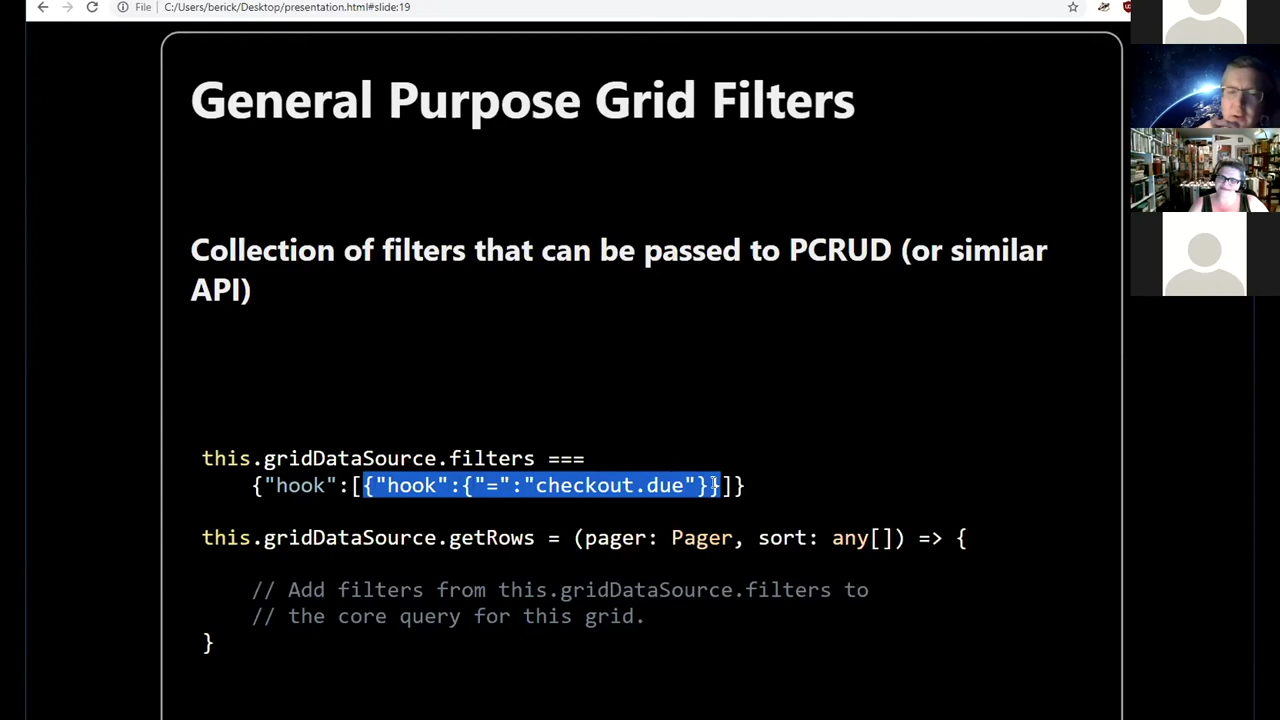 File | C:/Users/berick/Desktop/presentation.html#slide:19
General Purpose Grid Filters
Collection of filters that can be passed to PCRUD (or similar
API)
this.gridDataSource.filters ===
{"hook":[{"hook":{"=":"checkout.due"}}]}
this.gridDataSource.getRows = (pager: Pager, sort: any[]) => {
// Add filters from this.gridDataSource.filters to
// the core query for this grid.
}